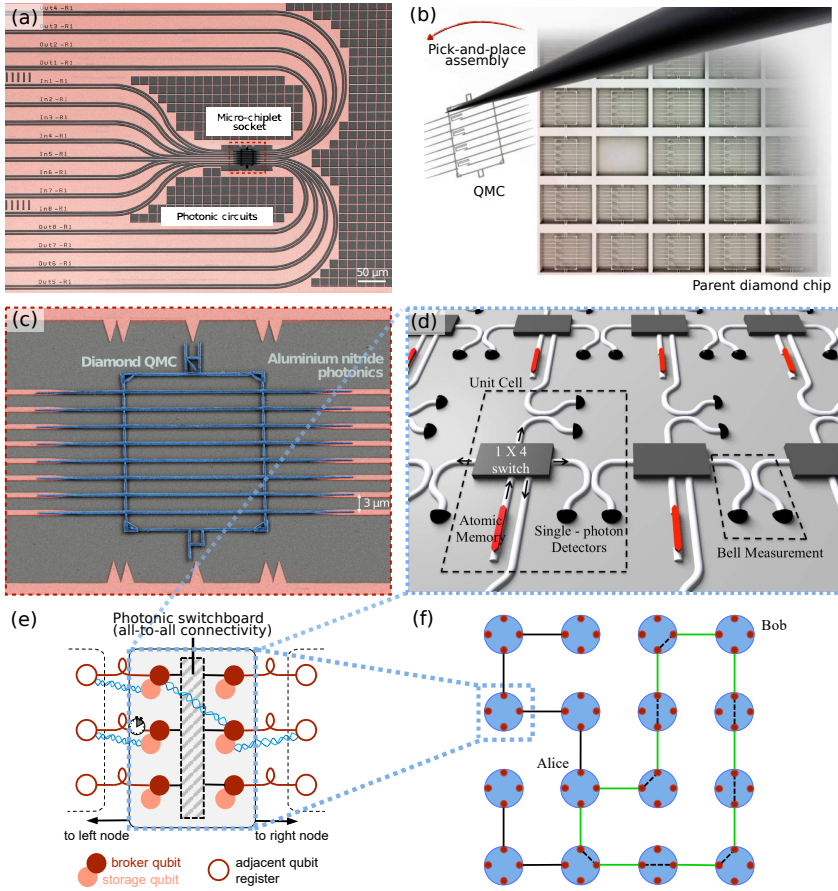 (a)
Out4-R1
Out3-R1
Out2-R1
Out1-R1
In1-R1
In2-R1
In3-R1
In4-R1
In5-R1
In6-R1
In7-R1
In8-R1
Out8-R1
Out7-R1
Out6-R1
Out5-R1
Micro-chiplet
socket
Photonic circuits
50 μm
(b)
Pick-and-place
assembly
QMC
Parent diamond chip
(c)
Diamond QMC
Aluminium nitride
photonics
3 μm
(d)
Unit Cell
1 X 4
switch
Atomic
Memory
Single - photon
Detectors
Bell Measurement
(e)
Photonic switchboard
(all-to-all connectivity)
to left node
to right node
broker qubit
storage qubit
adjacent qubit
register
(f)
Bob
Alice